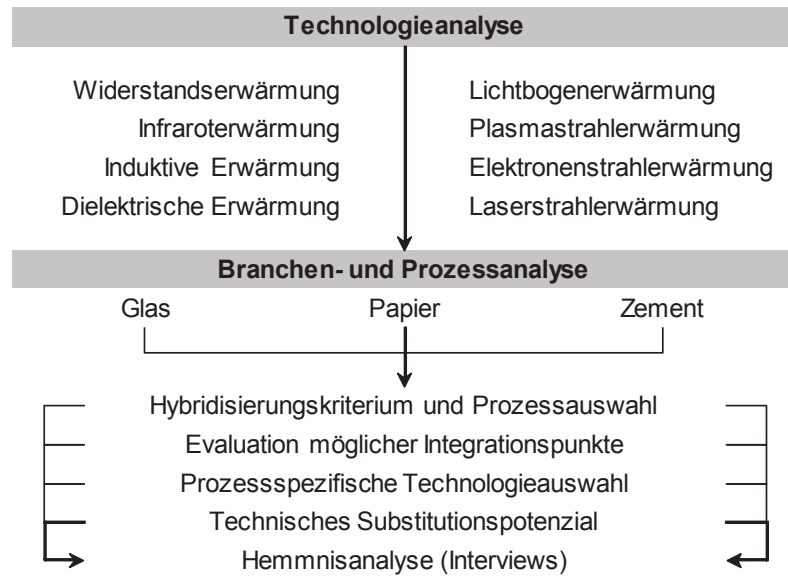 Technologieanalyse
Widerstandserwärmung
Infraroterwärmung
Induktive Erwärmung
Dielektrische Erwärmung
Lichtbogenerwärmung
Plasmastrahlerwärmung
Elektronenstrahlerwärmung
Laserstrahlerwärmung
Branchen- und Prozessanalyse
Glas Papier Zement
Hybridisierungskriterium und Prozessauswahl
Evaluation möglicher Integrationspunkte
Prozessspezifische Technologieauswahl
Technisches Substitutionspotenzial
Hemmnisanalyse (Interviews)